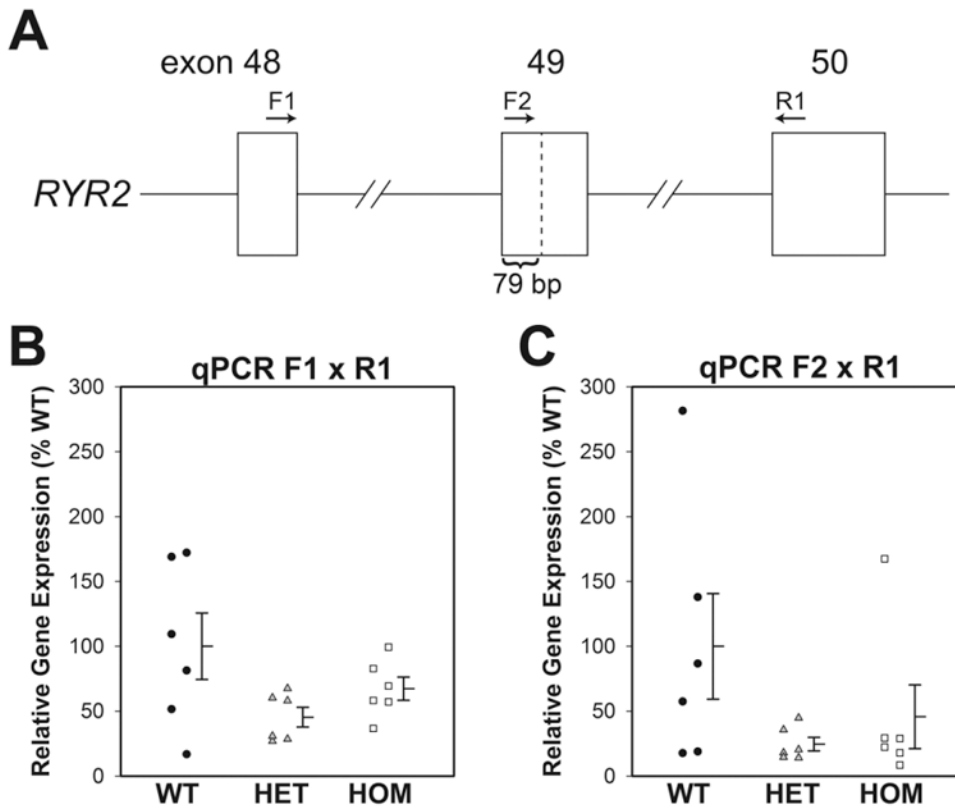 A
exon 48 49 50
F1 F2 R1
RYR2
79 bp
B
qPCR F1 x R1
Relative Gene Expression (% WT)
300
250
200
150
100
50
0
WT HET HOM
C
qPCR F2 x R1
Relative Gene Expression (% WT)
300
250
200
150
100
50
0
WT HET HOM